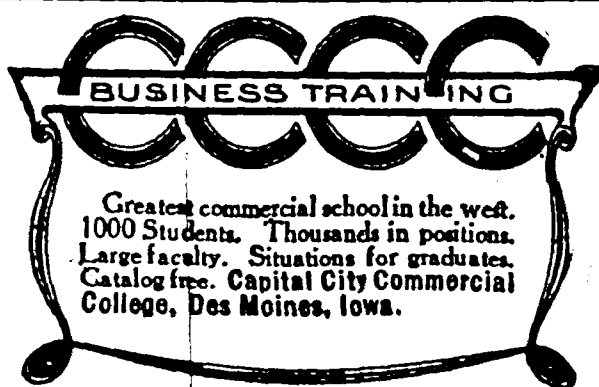 CCCC
BUSINESS TRAINING
Greatest commercial school in the west.
1000 Students. Thousands in positions.
Large faculty. Situations for graduates.
Catalog free. Capital City Commercial
College, Des Moines, Iowa.